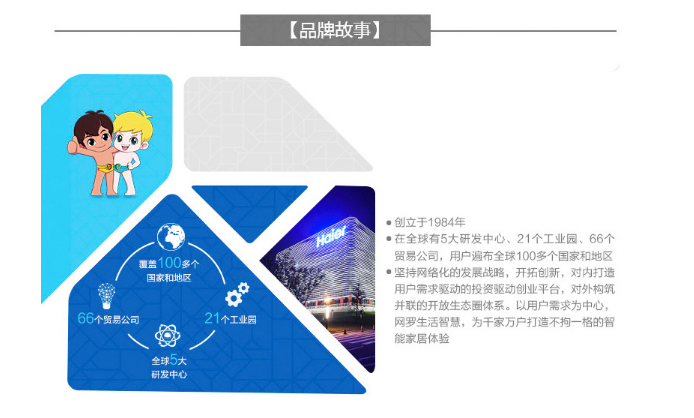 【品牌故事】
Haier
覆盖100多个
国家和地区
66个贸易公司
21个工业园
全球5大
研发中心
创立于1984年
在全球有5大研发中心、21个工业园、66个
贸易公司，用户遍布全球100多个国家和地区
坚持网络化的发展战略，开拓创新，对内打造
用户需求驱动的投资驱动创业平台，对外构筑
并联的开放生态圈体系。以用户需求为中心，
网罗生活智慧，为千家万户打造不拘一格的智
能家居体验